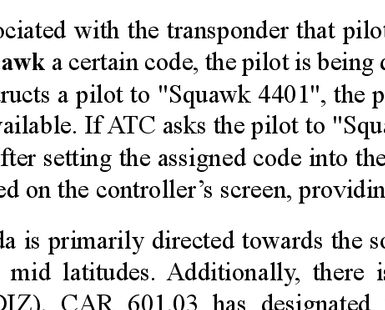 ociated with the transponder that pilot
awk a certain code, the pilot is being
ructs a pilot to "Squawk 4401", the p
vailable. If ATC asks the pilot to "Squa
fter setting the assigned code into the
ed on the controller’s screen, providin
da is primarily directed towards the so
mid latitudes. Additionally, there is
DIZ). CAR 601.03 has designated